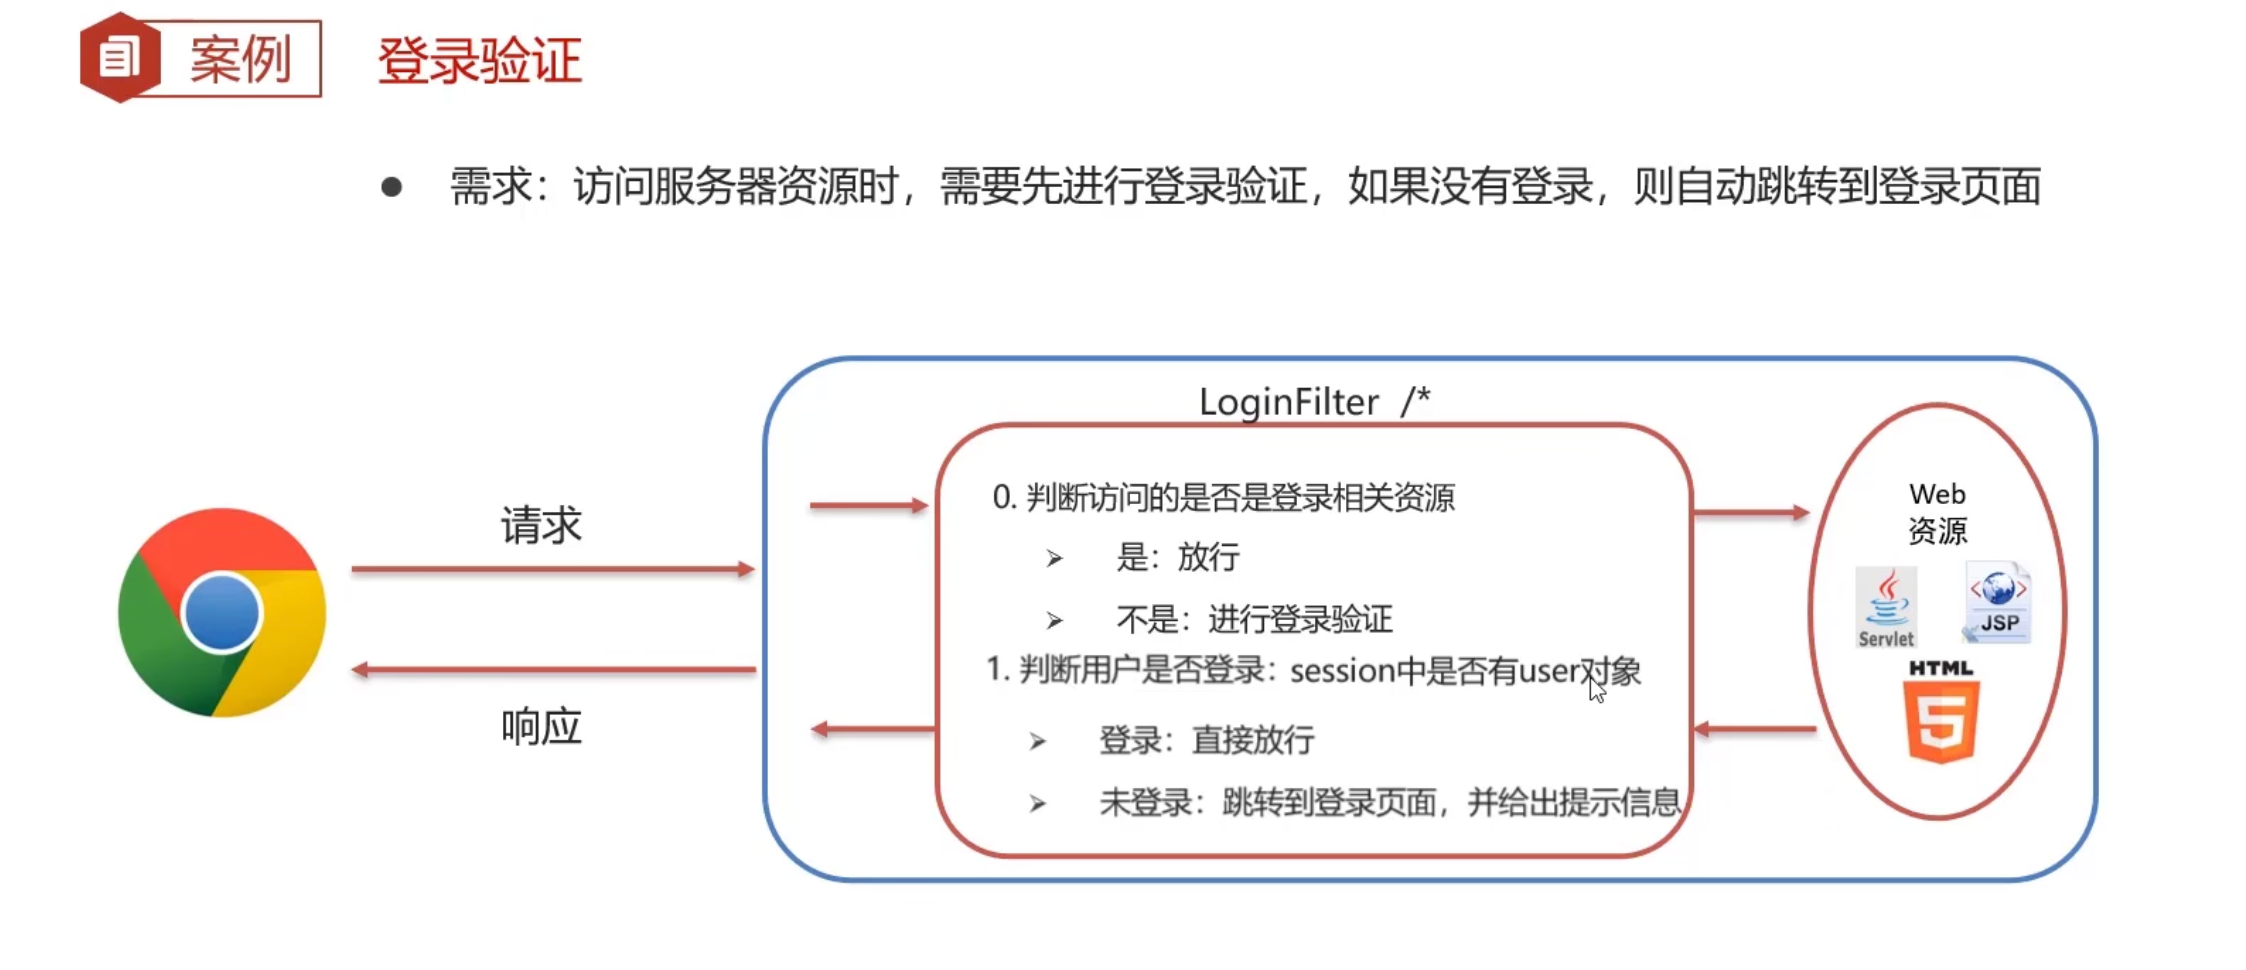 案例
登录验证
● 需求：访问服务器资源时，需要先进行登录验证，如果没有登录，则自动跳转到登录页面
LoginFilter /*
请求
响应
0. 判断访问的是否是登录相关资源
➢ 是：放行
➢ 不是：进行登录验证
1. 判断用户是否登录：session中是否有user对象
➢ 登录：直接放行
➢ 未登录：跳转到登录页面，并给出提示信息
Web
资源
Servlet
<>
JSP
HTML
5